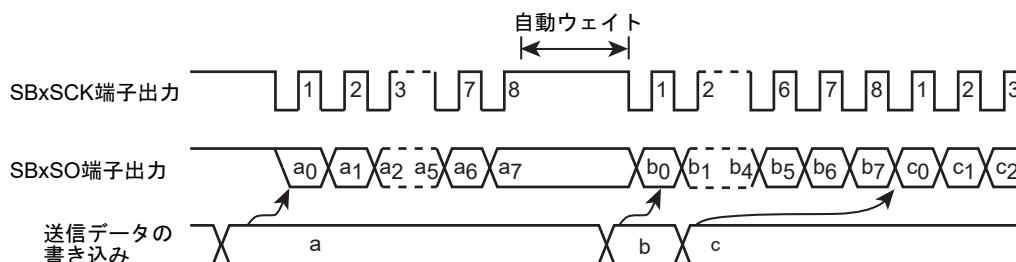 自動ウェイト
SBxSCK端子出力 1 2 3 7 8 1 2 6 7 8 1 2 3
SBxSO端子出力 a0 a1 a2 a5 a6 a7 b0 b1 b4 b5 b6 b7 c0 c1 c2
送信データの
書き込み a b c